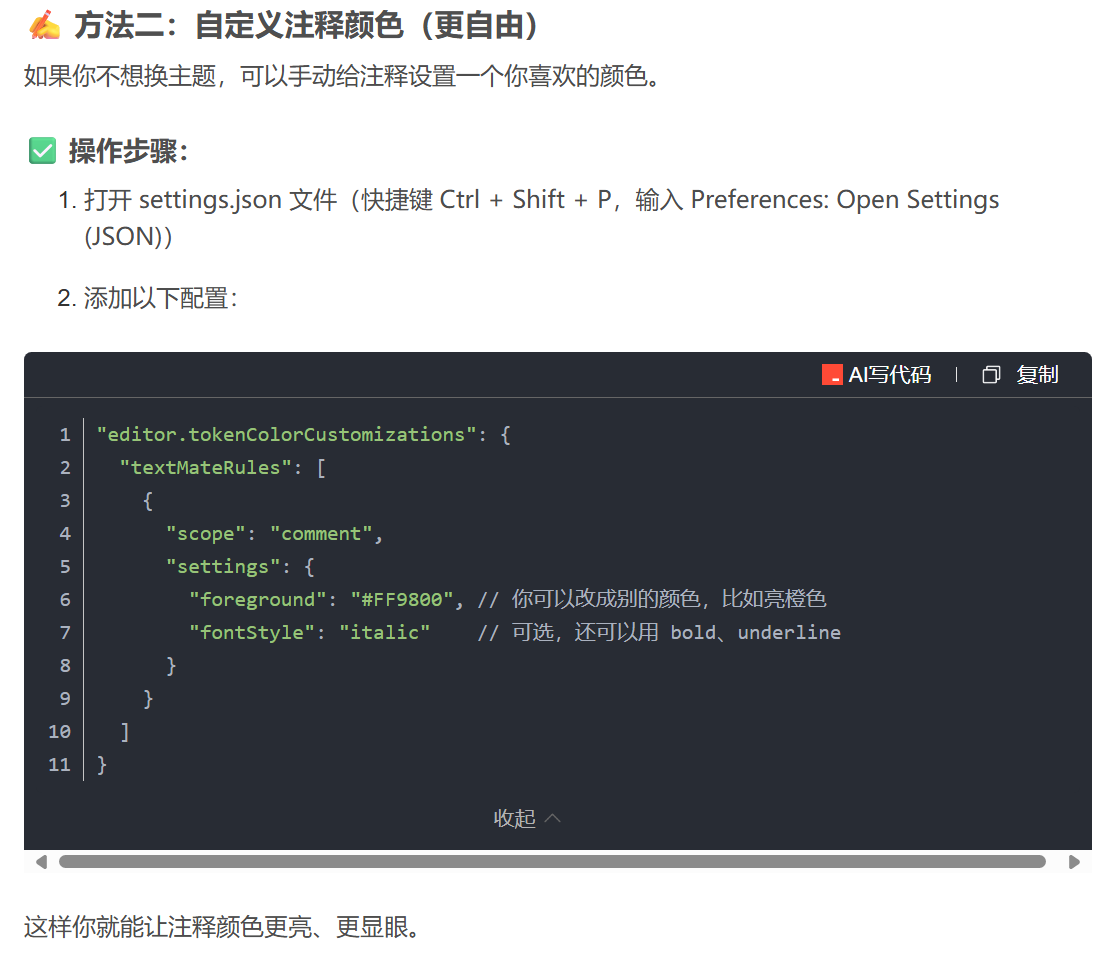 ✍️ 方法二：自定义注释颜色（更自由）
如果你不想换主题，可以手动给注释设置一个你喜欢的颜色。
✅ 操作步骤：
1. 打开 settings.json 文件（快捷键 Ctrl + Shift + P，输入 Preferences: Open Settings
(JSON)）
2. 添加以下配置：
AI写代码 | 复制
1 "editor.tokenColorCustomizations": {
2   "textMateRules": [
3     {
4       "scope": "comment",
5       "settings": {
6         "foreground": "#FF9800", // 你可以改成别的颜色，比如亮橙色
7         "fontStyle": "italic"    // 可选，还可以用 bold、underline
8       }
9     }
10   ]
11 }
收起
这样你就能让注释颜色更亮、更显眼。